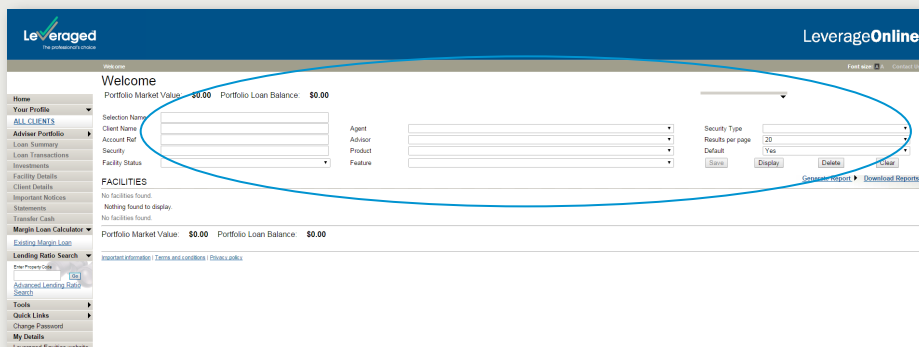 Leveraged
The professional's choice
LeverageOnline
Welcome
Font size: A A Contact
Welcome
Portfolio Market Value: $0.00 Portfolio Loan Balance: $0.00
Home
Your Profile
ALL CLIENTS
Adviser Portfolio
Loan Summary
Loan Transactions
Investments
Facility Details
Client Details
Important Notices
Statements
Transfer Cash
Margin Loan Calculator
Existing Margin Loan
Lending Ratio Search
Enter Property Code
Go
Advanced Lending Ratio
Search
Tools
Quick Links
Change Password
My Details
Leveraged Equities website
Selection Name
Client Name Agent Security Type
Account Ref Advisor Results per page 20
Security Product Default Yes
Facility Status Feature Save Display Delete Clear
FACILITIES Generate Report Download Reports
No facilities found.
Nothing found to display.
No facilities found.
Portfolio Market Value: $0.00 Portfolio Loan Balance: $0.00
Important information | Terms and conditions | Privacy policy